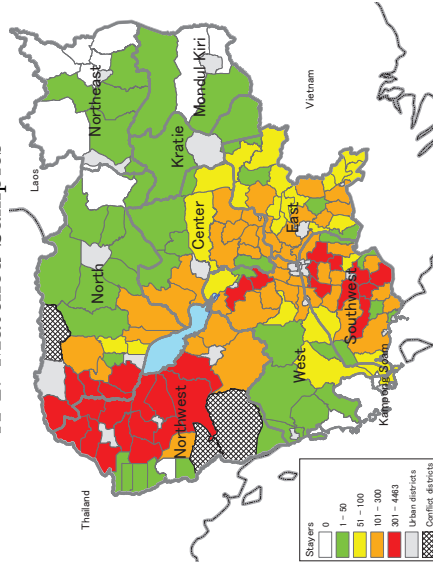 Laos
Northeast
Mondul Kiri
Kratie
Vietnam
North
Center
East
Thailand
Northwest
West
Southwest
Kampong Soam
Stayers
0
1 – 50
51 – 100
101 – 300
301 – 4463
Urban districts
Conflict districts